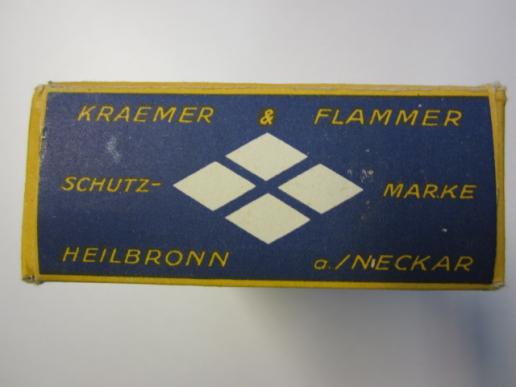 KRAEMER & FLAMMER
SCHUTZ- MARKE
HEILBRONN a./NECKAR